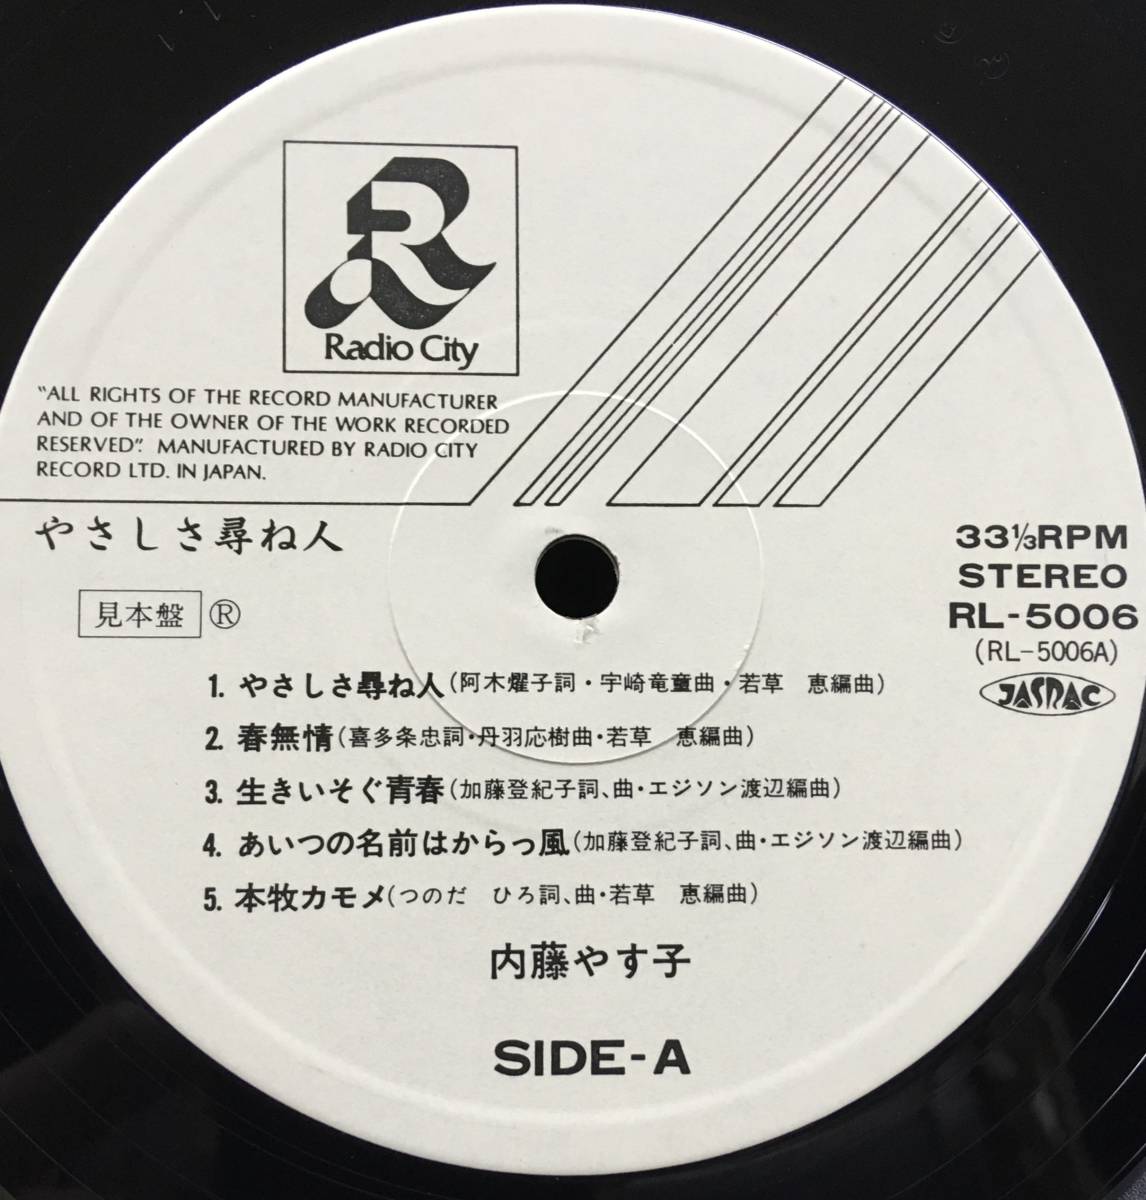 R
Radio City
"ALL RIGHTS OF THE RECORD MANUFACTURER
AND OF THE OWNER OF THE WORK RECORDED
RESERVED". MANUFACTURED BY RADIO CITY
RECORD LTD. IN JAPAN.
やさしさ尋ね人
見本盤 Ⓡ
33⅓RPM
STEREO
RL-5006
(RL-5006A)
JASRAC
1. やさしさ尋ね人(阿木燿子詞・宇崎竜童曲・若草 恵編曲)
2. 春無情(喜多条忠詞・丹羽応樹曲・若草 恵編曲)
3. 生きいそぐ青春(加藤登紀子詞、曲・エジソン渡辺編曲)
4. あいつの名前はからっ風(加藤登紀子詞、曲・エジソン渡辺編曲)
5. 本牧カモメ(つのだ ひろ詞、曲・若草 恵編曲)
内藤やす子
SIDE-A